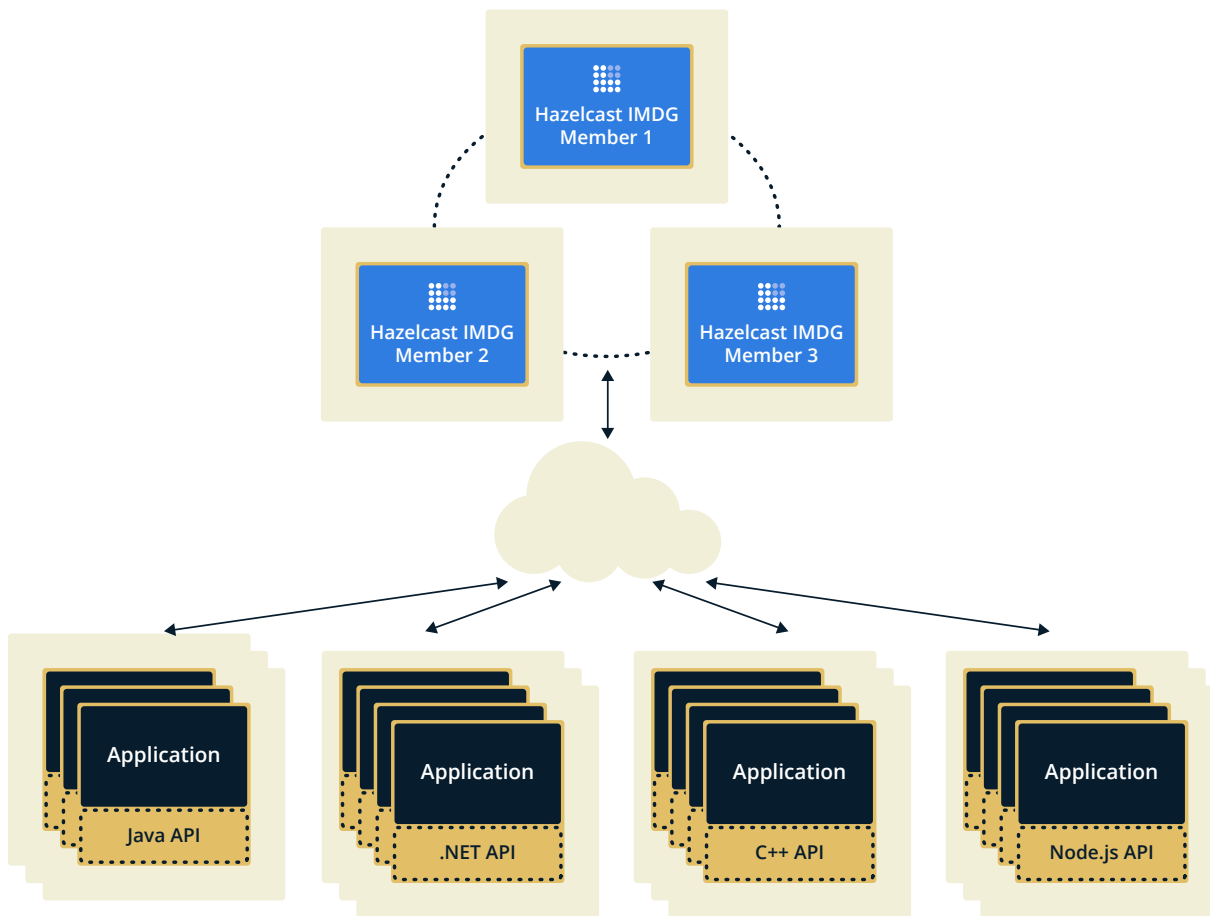 Hazelcast IMDG
Member 1
Hazelcast IMDG
Member 2
Hazelcast IMDG
Member 3
Application
Java API
Application
.NET API
Application
C++ API
Application
Node.js API